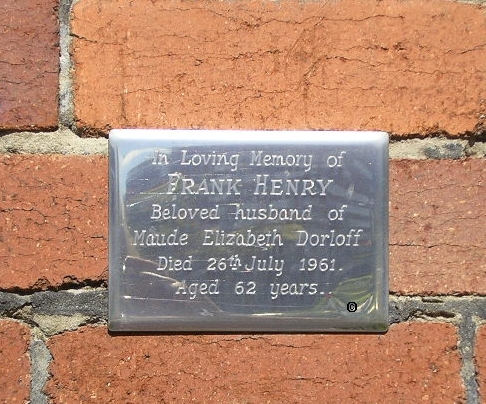 In Loving Memory of
FRANK HENRY
Beloved husband of
Maude Elizabeth Dorloff
Died 26th July 1961.
Aged 62 years.